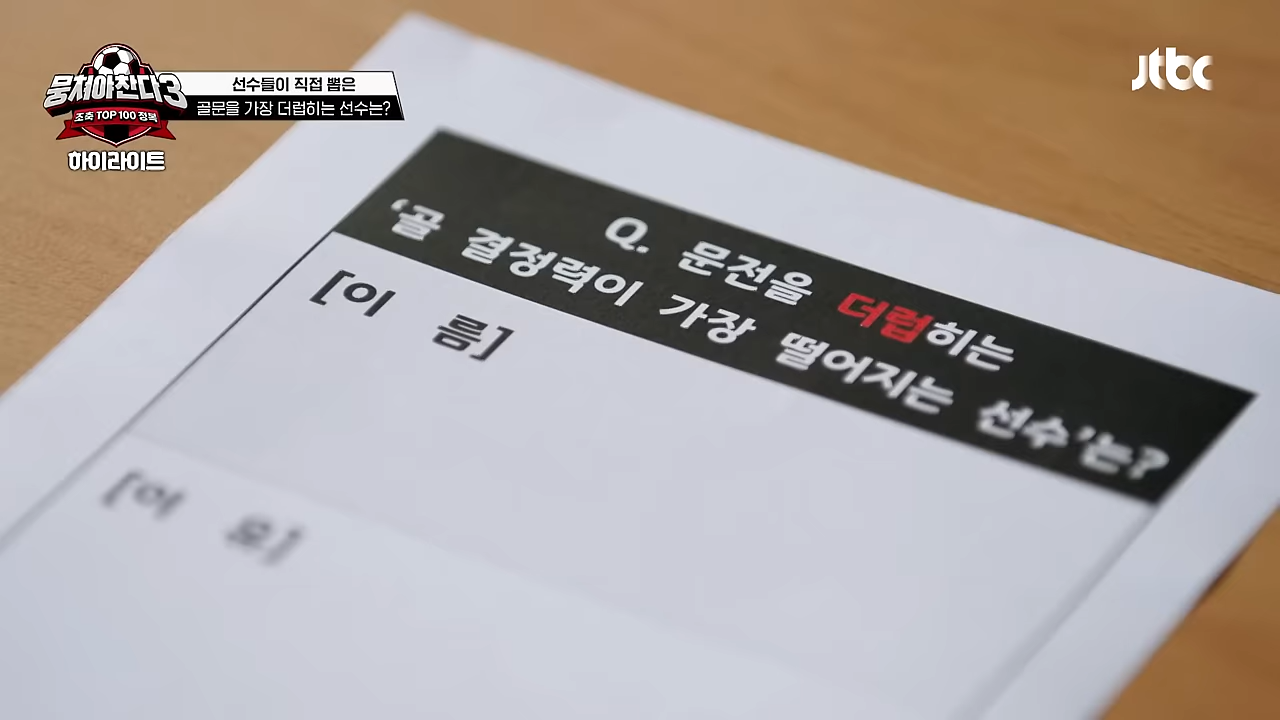 뭉쳐야찬다3
조축 TOP 100 정복
하이라이트
선수들이 직접 뽑은
골문을 가장 더럽히는 선수는?
jtbc
Q. 문전을 더럽히는
‘골 결정력이 가장 떨어지는 선수’는?
[이 름]
[이 유]